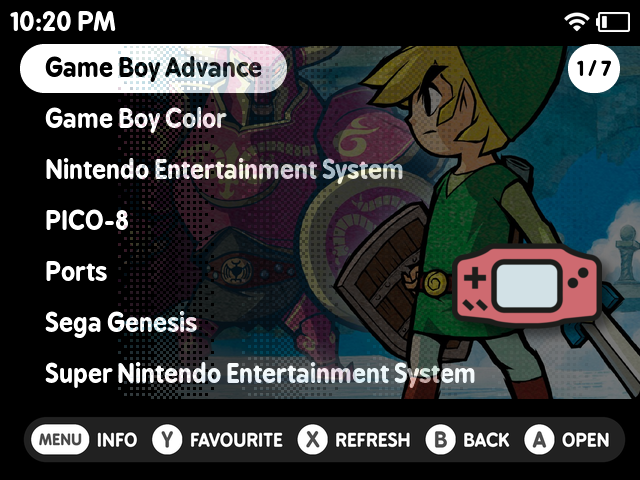 10:20 PM
Game Boy Advance
1 / 7
Game Boy Color
Nintendo Entertainment System
PICO-8
Ports
Sega Genesis
Super Nintendo Entertainment System
MENU INFO Y FAVOURITE X REFRESH B BACK A OPEN